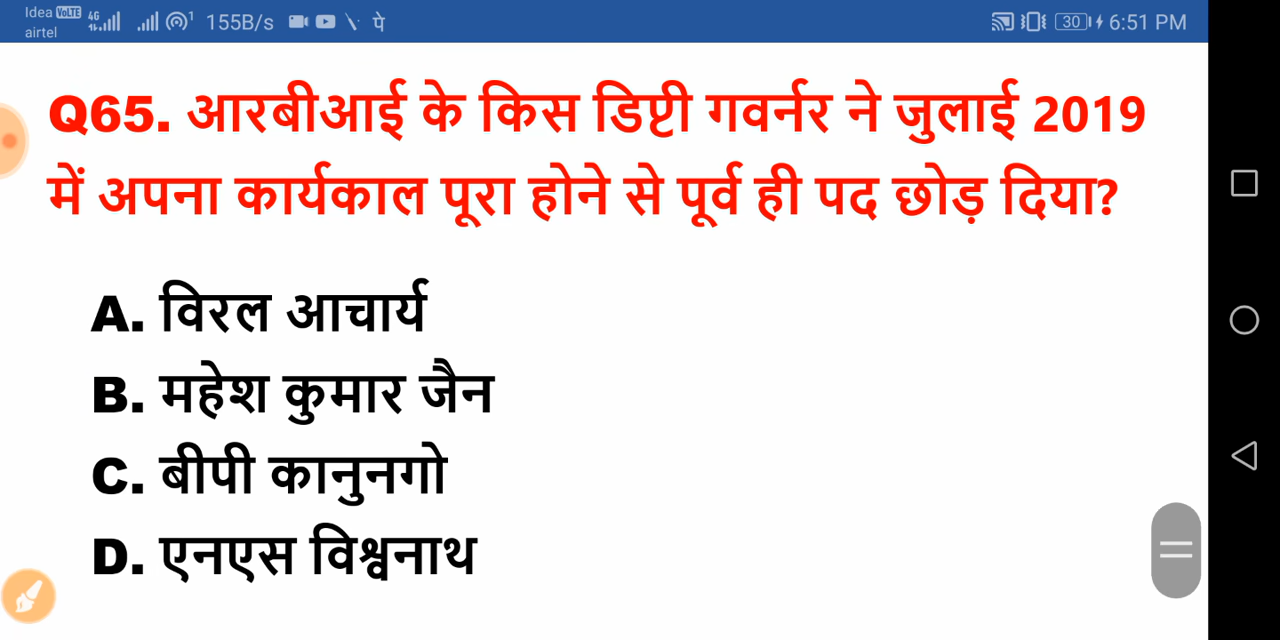 Idea VoLTE 4G 1 155B/s पे 30 6:51 PM
airtel
Q65. आरबीआई के किस डिप्टी गवर्नर ने जुलाई 2019
में अपना कार्यकाल पूरा होने से पूर्व ही पद छोड़ दिया?
A. विरल आचार्य
B. महेश कुमार जैन
C. बीपी कानुनगो
D. एनएस विश्वनाथ